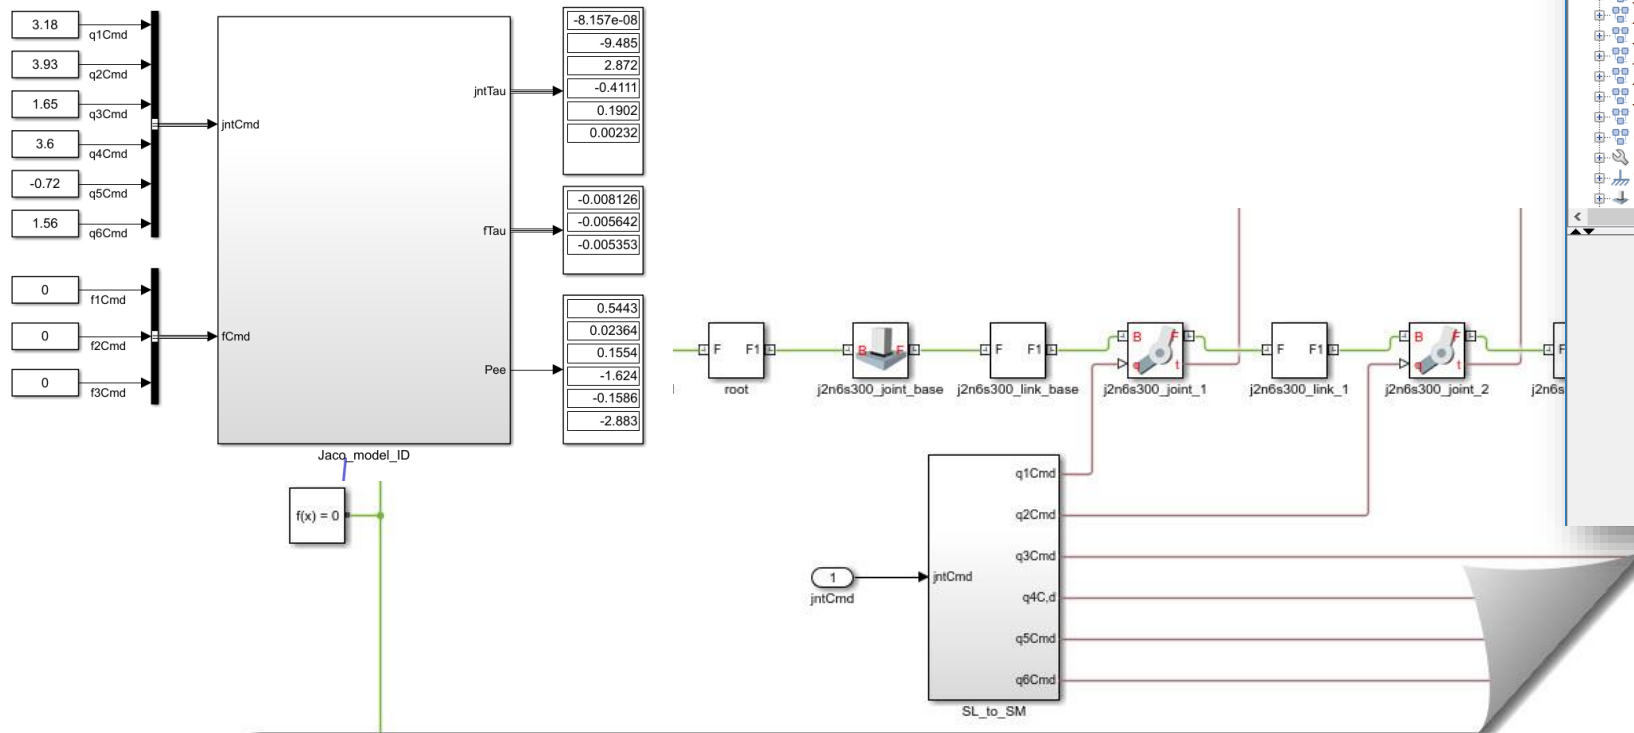 3.18
q1Cmd
3.93
q2Cmd
1.65
q3Cmd
3.6
q4Cmd
-0.72
q5Cmd
1.56
q6Cmd
0
f1Cmd
0
f2Cmd
0
f3Cmd
jntCmd
fCmd
jntTau
fTau
Pee
Jaco_model_ID
-8.157e-08
-9.485
2.872
-0.4111
0.1902
0.00232
-0.008126
-0.005642
-0.005353
0.5443
0.02364
0.1554
-1.624
-0.1586
-2.883
f(x) = 0
F F1
root
B F
j2n6s300_joint_base
F F1
j2n6s300_link_base
B F
q t
j2n6s300_joint_1
F F1
j2n6s300_link_1
B F
q t
j2n6s300_joint_2
F
j2n6s
1
jntCmd
jntCmd
q1Cmd
q2Cmd
q3Cmd
q4C,d
q5Cmd
q6Cmd
SL_to_SM